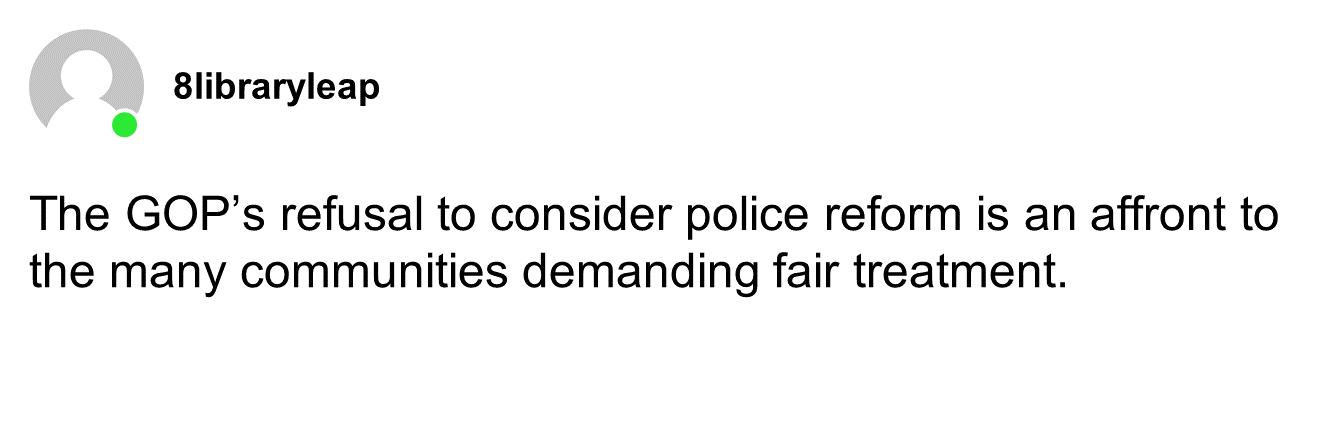 8libraryleap
The GOP’s refusal to consider police reform is an affront to
the many communities demanding fair treatment.